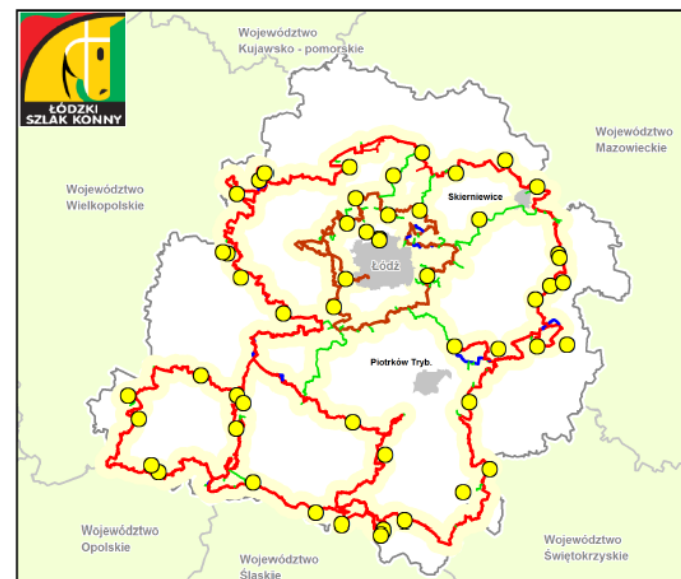 ŁÓDZKI
SZLAK KONNY
Województwo
Kujawsko - pomorskie
Województwo
Mazowieckie
Województwo
Wielkopolskie
Skierniewice
Łódź
Piotrków Tryb.
Województwo
Opolskie
Województwo
Śląskie
Województwo
Świętokrzyskie